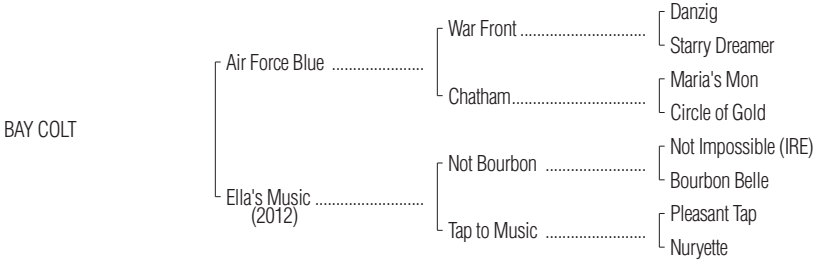 Danzig
War Front ..............................
Starry Dreamer
Air Force Blue ......................
Maria's Mon
Chatham................................
Circle of Gold
BAY COLT
Not Impossible (IRE)
Not Bourbon ........................
Bourbon Belle
Ella's Music ..........................
(2012)
Pleasant Tap
Tap to Music ........................
Nuryette